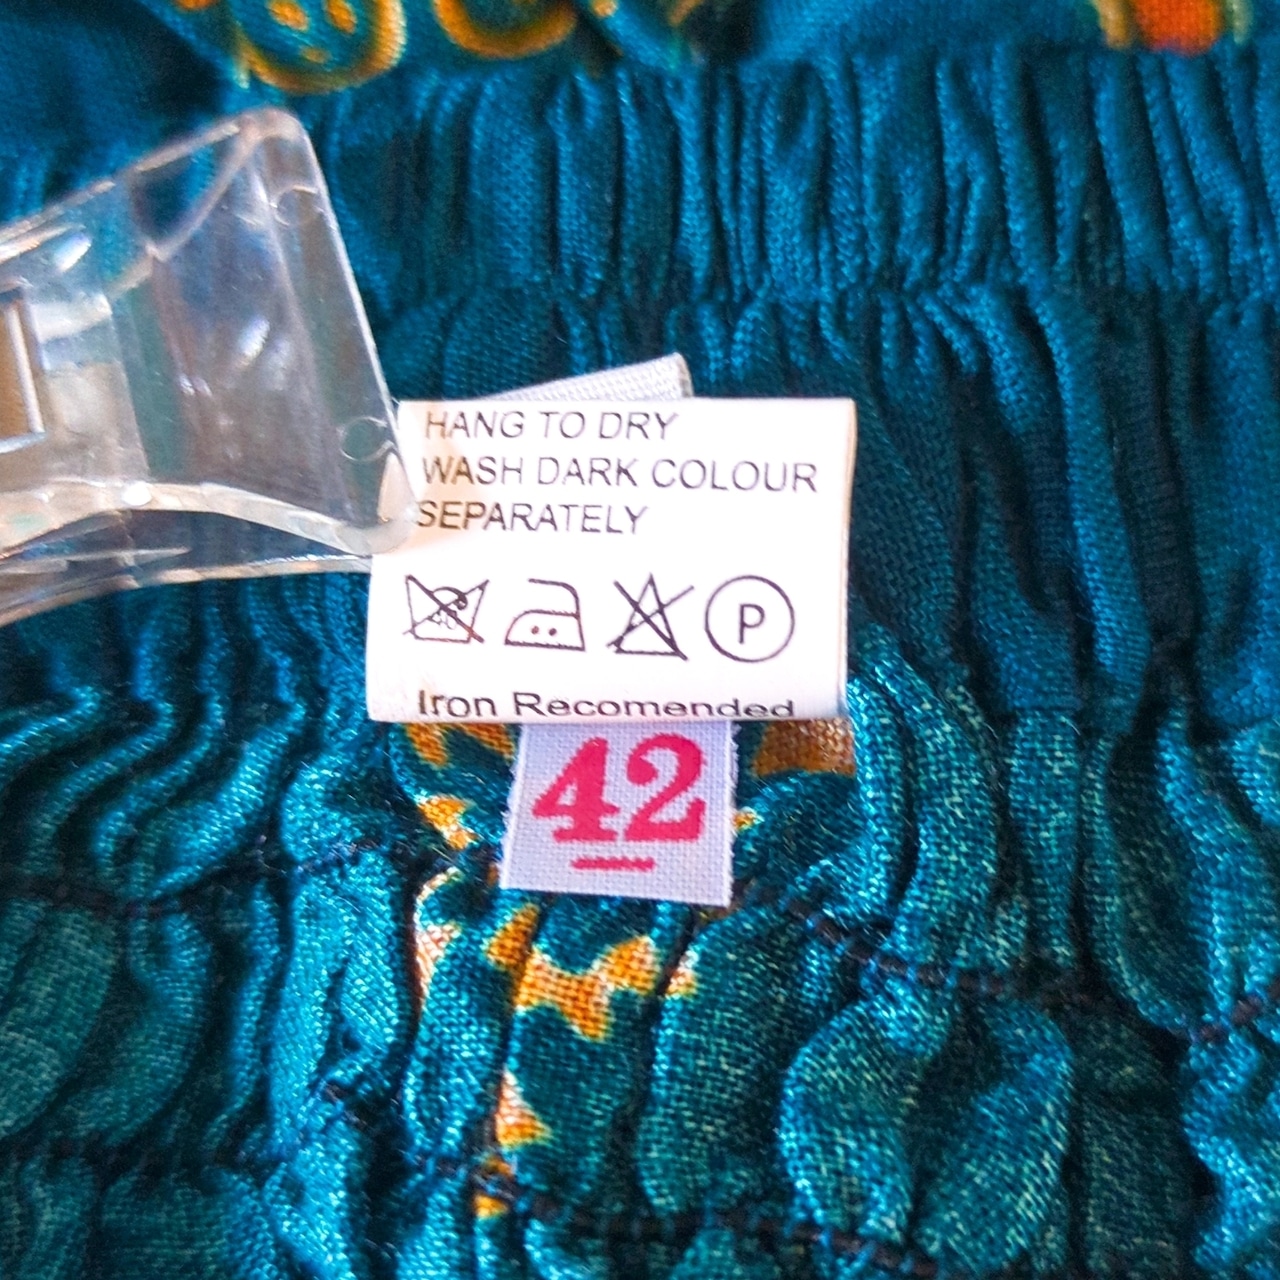 HANG TO DRY
WASH DARK COLOUR
SEPARATELY
P
Iron Recomended
42